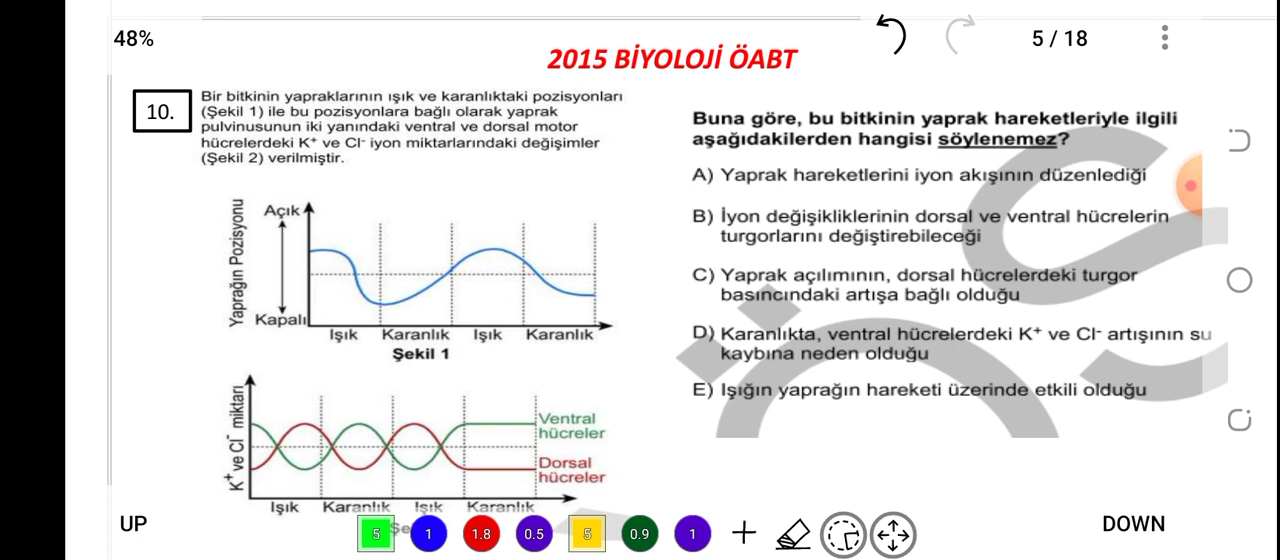 48%
5 / 18
2015 BİYOLOJİ ÖABT
10.
Bir bitkinin yapraklarının ışık ve karanlıktaki pozisyonları
(Şekil 1) ile bu pozisyonlara bağlı olarak yaprak
pulvinusunun iki yanındaki ventral ve dorsal motor
hücrelerdeki K⁺ ve Cl⁻ iyon miktarlarındaki değişimler
(Şekil 2) verilmiştir.
Yaprağın Pozisyonu
Açık
Kapalı
Işık Karanlık Işık Karanlık
Şekil 1
K⁺ ve Cl⁻ miktarı
Ventral
hücreler
Dorsal
hücreler
Işık Karanlık Işık Karanlık
Şe
Buna göre, bu bitkinin yaprak hareketleriyle ilgili
aşağıdakilerden hangisi söylenemez?
A) Yaprak hareketlerini iyon akışının düzenlediği
B) İyon değişikliklerinin dorsal ve ventral hücrelerin
turgorlarını değiştirebileceği
C) Yaprak açılımının, dorsal hücrelerdeki turgor
basıncındaki artışa bağlı olduğu
D) Karanlıkta, ventral hücrelerdeki K⁺ ve Cl⁻ artışının su
kaybına neden olduğu
E) Işığın yaprağın hareketi üzerinde etkili olduğu
UP
5 1 1.8 0.5 5 0.9 1
DOWN